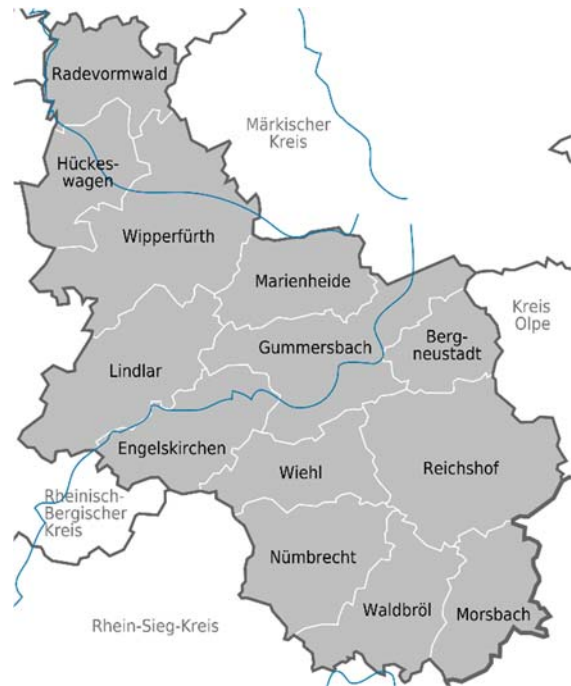 Radevormwald
Märkischer
Kreis
Hückes-
wagen
Wipperfürth
Marienheide
Kreis
Olpe
Gummersbach
Berg-
neustadt
Lindlar
Engelskirchen
Wiehl
Reichshof
Rheinisch-
Bergischer
Kreis
Nümbrecht
Waldbröl
Morsbach
Rhein-Sieg-Kreis